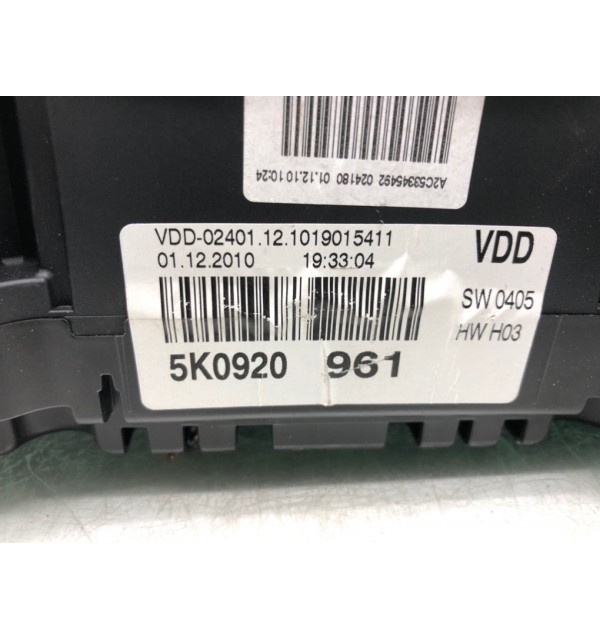 A2C53345492 024180 01.12.10 10:24
VDD-02401.12.1019015411
01.12.2010 19:33:04
VDD
SW 0405
HW H03
5K0920 961